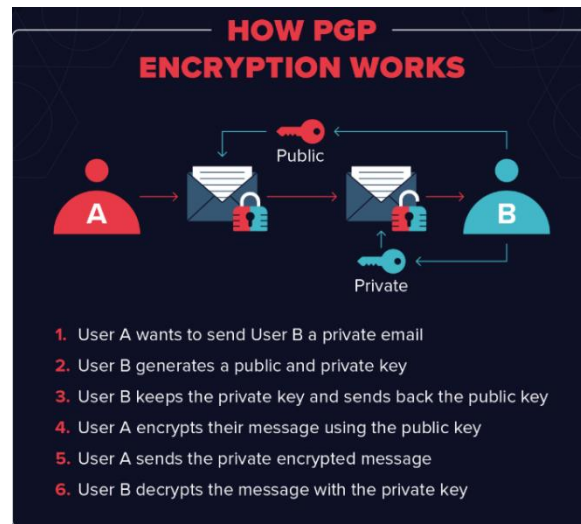 HOW PGP
ENCRYPTION WORKS
Public
A
B
Private
1. User A wants to send User B a private email
2. User B generates a public and private key
3. User B keeps the private key and sends back the public key
4. User A encrypts their message using the public key
5. User A sends the private encrypted message
6. User B decrypts the message with the private key